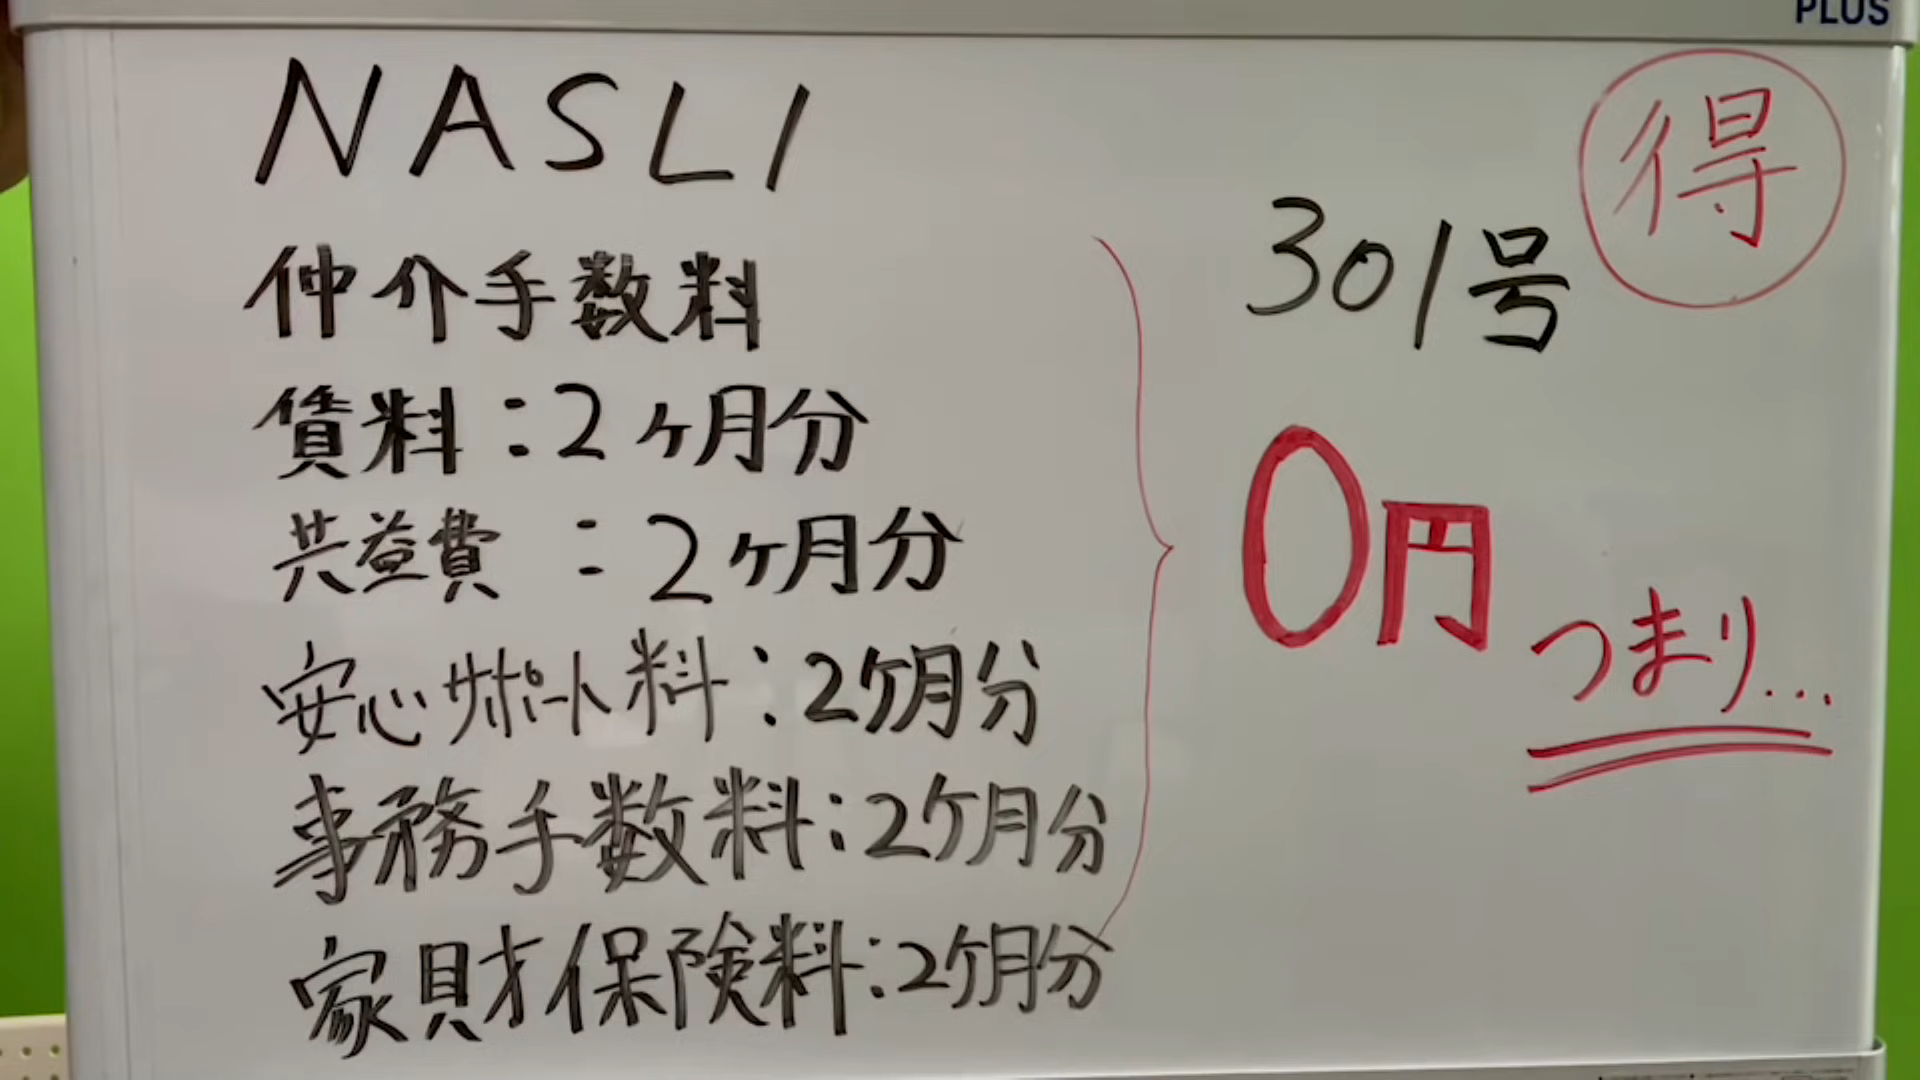 PLUS
NASLI
仲介手数料
賃料:2ヶ月分
共益費:2ヶ月分
安心サポート料:2ヶ月分
事務手数料:2ヶ月分
家財保険料:2ヶ月分
得
301号
0円
つまり...